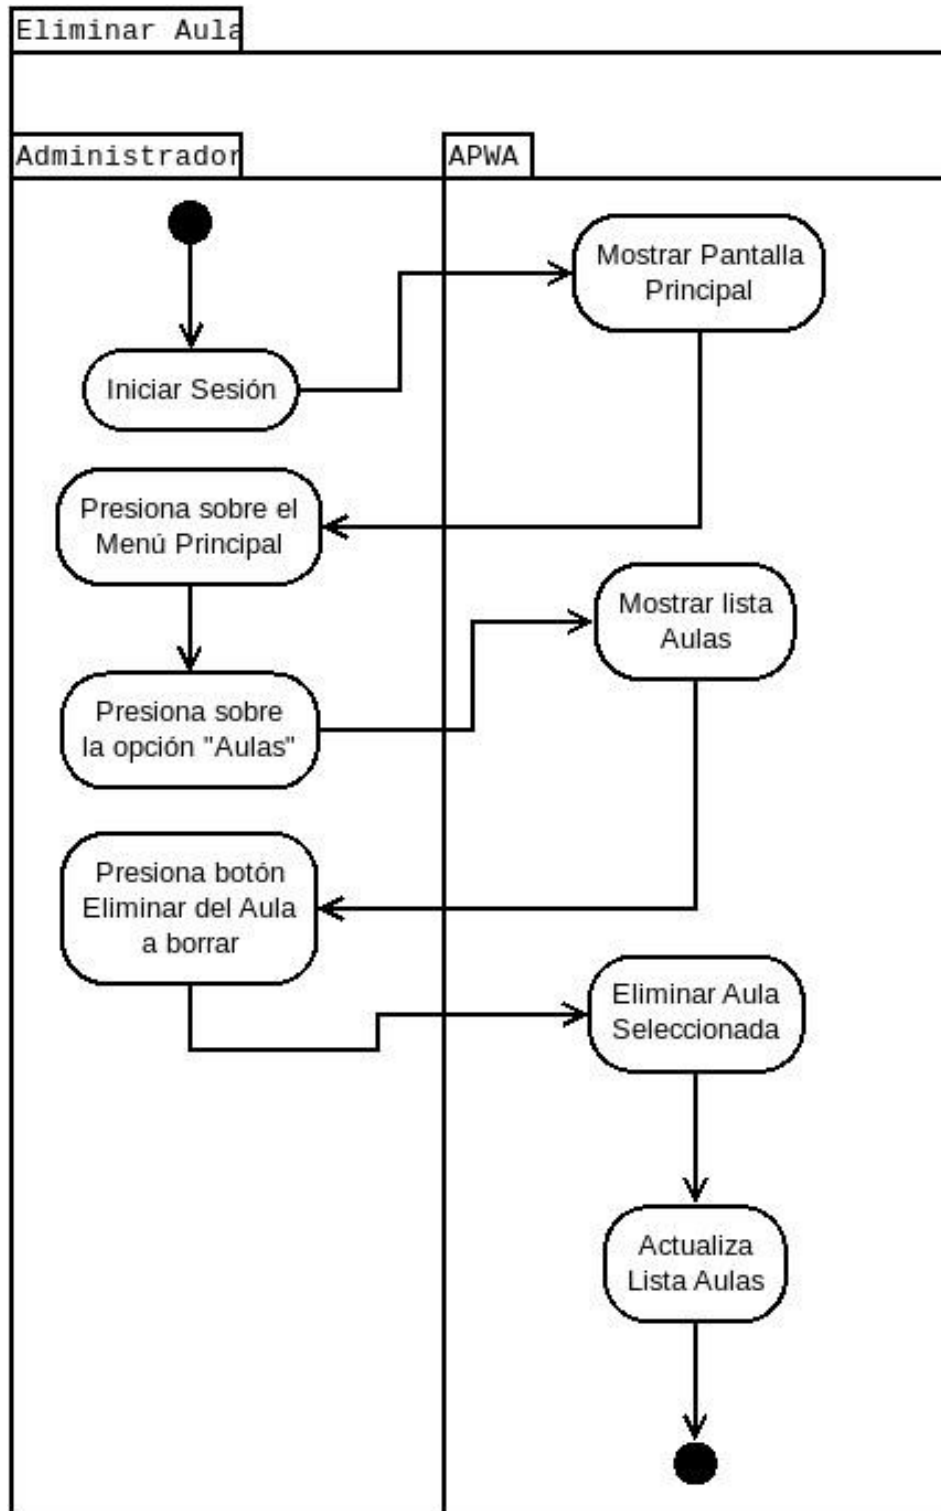 Eliminar Aula
Administrador
APWA
Mostrar Pantalla
Principal
Iniciar Sesión
Presiona sobre el
Menú Principal
Mostrar lista
Aulas
Presiona sobre
la opción "Aulas"
Presiona botón
Eliminar del Aula
a borrar
Eliminar Aula
Seleccionada
Actualiza
Lista Aulas